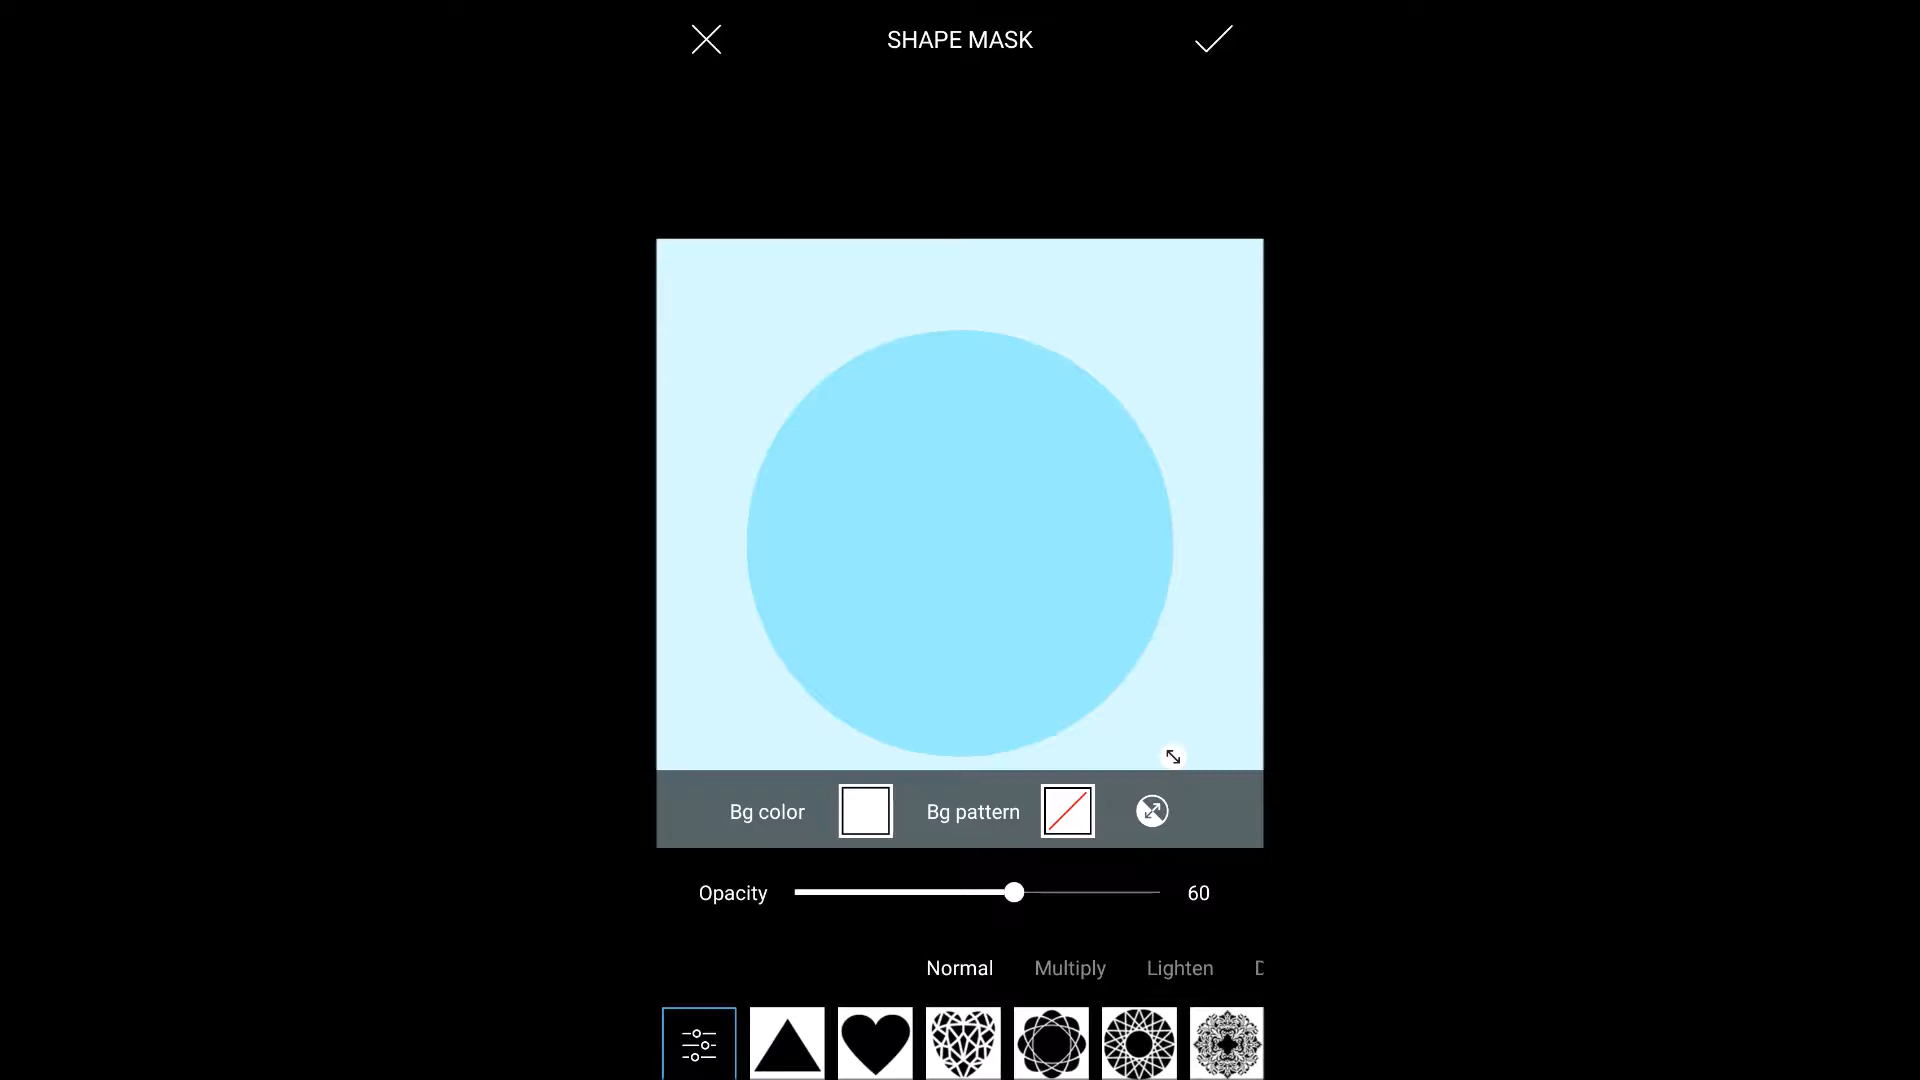 SHAPE MASK
Bg color Bg pattern
Opacity 60
Normal Multiply Lighten